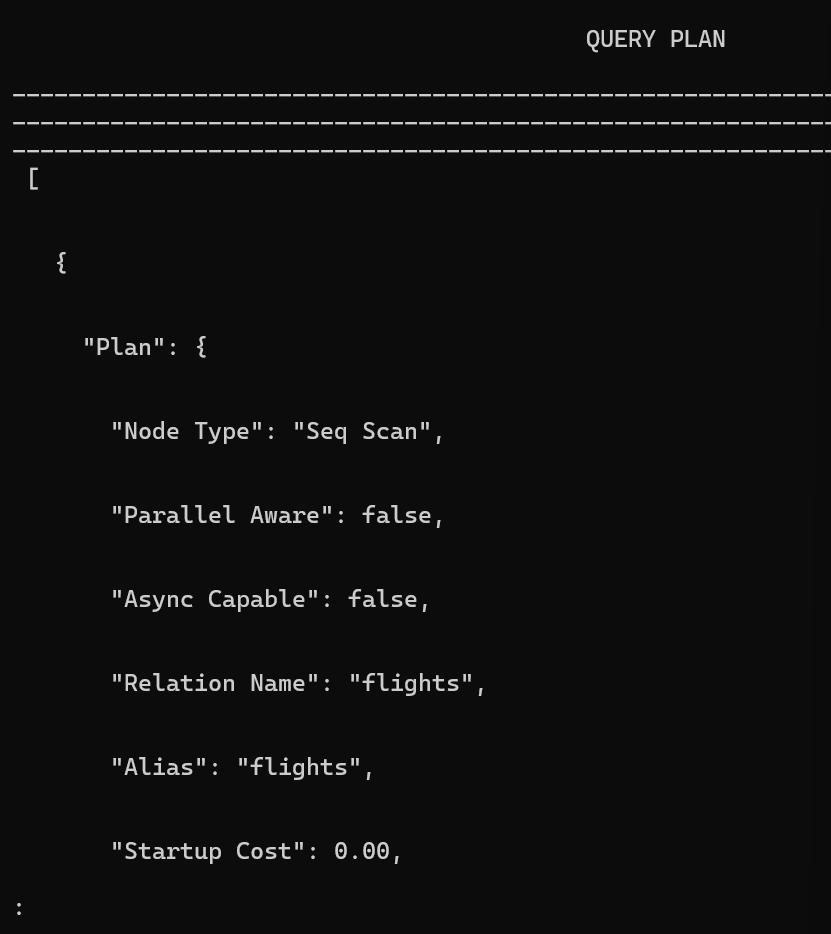 QUERY PLAN
-----------------------------------------------------------
-----------------------------------------------------------
-----------------------------------------------------------
[
{
"Plan": {
"Node Type": "Seq Scan",
"Parallel Aware": false,
"Async Capable": false,
"Relation Name": "flights",
"Alias": "flights",
"Startup Cost": 0.00,
: